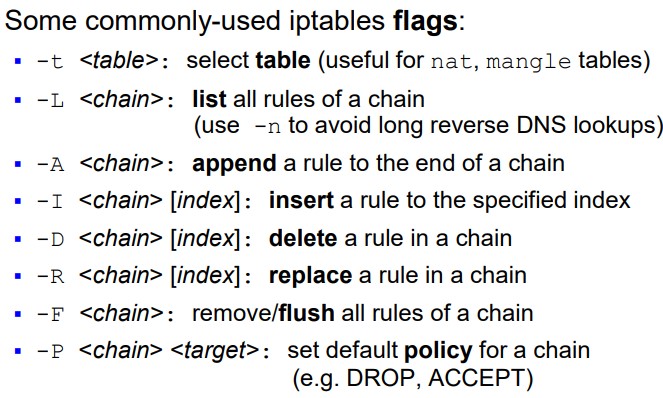 Some commonly-used iptables flags:
▪ -t <table>: select table (useful for nat, mangle tables)
▪ -L <chain>: list all rules of a chain
(use -n to avoid long reverse DNS lookups)
▪ -A <chain>: append a rule to the end of a chain
▪ -I <chain> [index]: insert a rule to the specified index
▪ -D <chain> [index]: delete a rule in a chain
▪ -R <chain> [index]: replace a rule in a chain
▪ -F <chain>: remove/flush all rules of a chain
▪ -P <chain> <target>: set default policy for a chain
(e.g. DROP, ACCEPT)